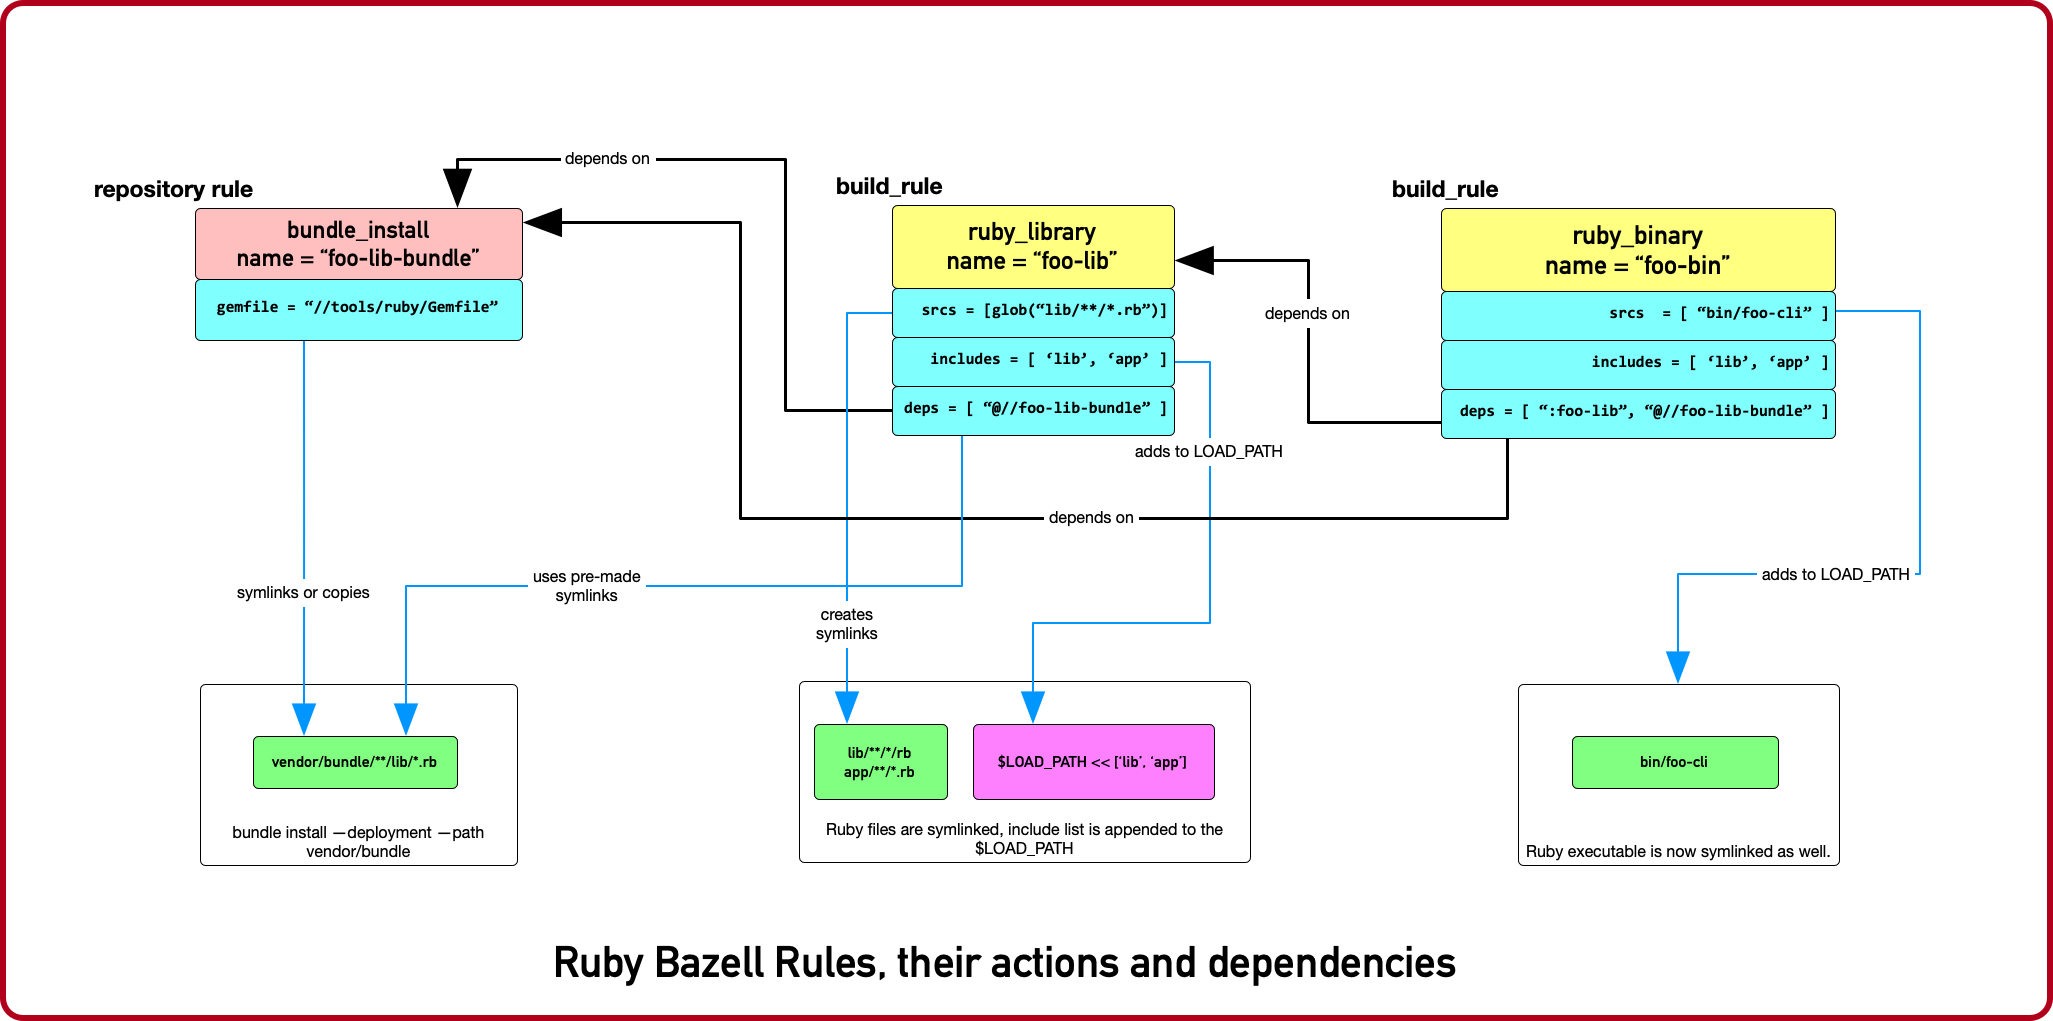 depends on
repository rule
build_rule
build_rule
bundle_install
name = “foo-lib-bundle”
gemfile = “//tools/ruby/Gemfile”
ruby_library
name = “foo-lib”
srcs = [glob(“lib/**/*.rb”)]
includes = [ ‘lib’, ‘app’ ]
deps = [ “@//foo-lib-bundle” ]
ruby_binary
name = “foo-bin”
srcs  = [ “bin/foo-cli” ]
includes = [ ‘lib’, ‘app’ ]
deps = [ “:foo-lib”, “@//foo-lib-bundle” ]
depends on
adds to LOAD_PATH
depends on
symlinks or copies
uses pre-made
symlinks
creates
symlinks
adds to LOAD_PATH
vendor/bundle/**/lib/*.rb
bundle install —deployment —path
vendor/bundle
lib/**/*/rb
app/**/*.rb
$LOAD_PATH << [‘lib’, ‘app’]
Ruby files are symlinked, include list is appended to the
$LOAD_PATH
bin/foo-cli
Ruby executable is now symlinked as well.
Ruby Bazell Rules, their actions and dependencies